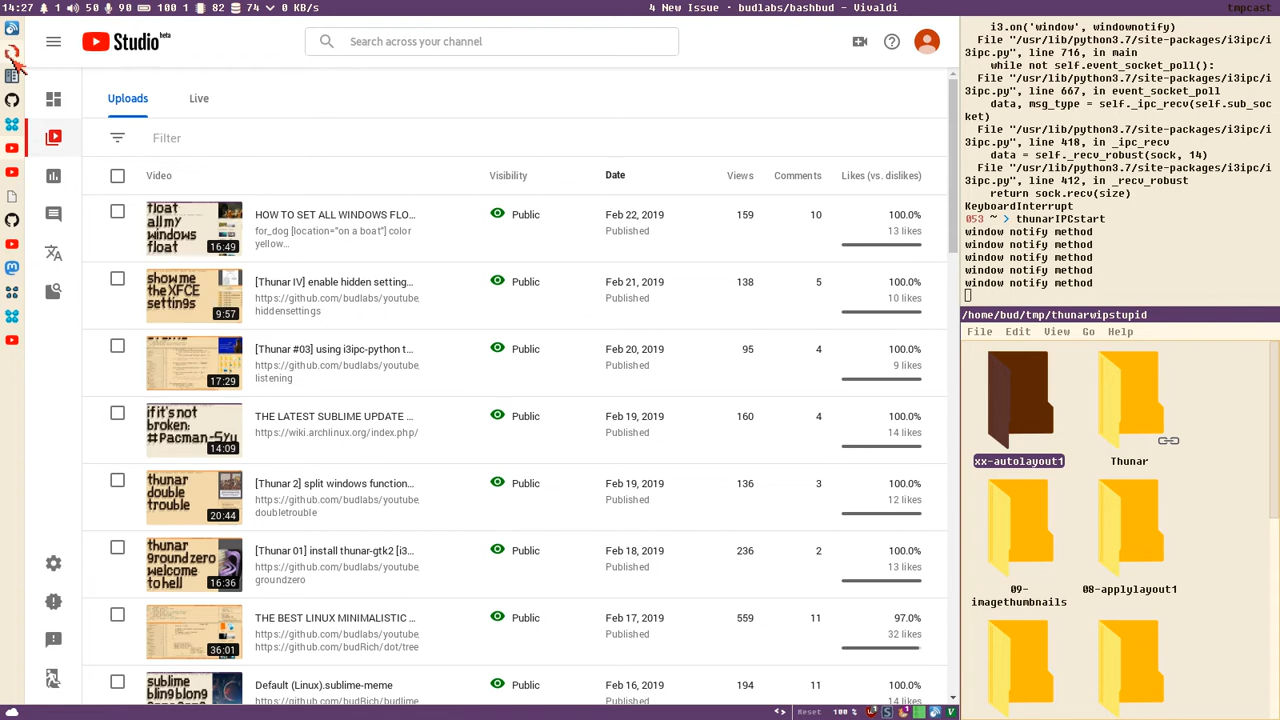 14:27 1 50 90 82 74 0 KB/s
4 New Issue - budlabs/bashbud - Vivaldi
tmpcast
Studio beta
Search across your channel
Uploads
Live
Filter
Video
Visibility
Date
Views
Comments
Likes (vs. dislikes)
float
all my
windows
float
16:49
HOW TO SET ALL WINDOWS FLO...
for_dog [location="on a boat"] color
yellow...
Public
Feb 22, 2019
Published
159
10
100.0%
13 likes
show me
the XFCE
settin9s
9:57
[Thunar IV] enable hidden setting...
https://github.com/budlabs/youtube,
hiddensettings
Public
Feb 21, 2019
Published
138
5
100.0%
10 likes
17:29
[Thunar #03] using i3ipc-python t...
https://github.com/budlabs/youtube,
listening
Public
Feb 20, 2019
Published
95
4
100.0%
9 likes
if it's not
broken:
#Pacman -Syu
14:09
THE LATEST SUBLIME UPDATE ...
https://wiki.archlinux.org/index.php/
Public
Feb 19, 2019
Published
160
4
100.0%
14 likes
thunar
double
trouble
20:44
[Thunar 2] split windows function...
https://github.com/budlabs/youtube,
doubletrouble
Public
Feb 19, 2019
Published
136
3
100.0%
12 likes
thunar
9round zero
welcome
to hell
16:36
[Thunar 01] install thunar-gtk2 [i3...
https://github.com/budlabs/youtube,
groundzero
Public
Feb 18, 2019
Published
236
2
100.0%
13 likes
36:01
THE BEST LINUX MINIMALISTIC ...
https://github.com/budRich/dot/tree
Public
Feb 17, 2019
Published
559
11
97.0%
32 likes
sublime
blin9 blon9
Default (Linux).sublime-meme
https://github.com/budRich/budlime
Public
Feb 16, 2019
Published
194
11
100.0%
Reset 100 %
i3.on('window', windownotify)
File "/usr/lib/python3.7/site-packages/i3ipc/i
3ipc.py", line 716, in main
while not self.event_socket_poll():
File "/usr/lib/python3.7/site-packages/i3ipc/i
3ipc.py", line 667, in event_socket_poll
data, msg_type = self._ipc_recv(self.sub_soc
ket)
File "/usr/lib/python3.7/site-packages/i3ipc/i
3ipc.py", line 418, in _ipc_recv
data = self._recv_robust(sock, 14)
File "/usr/lib/python3.7/site-packages/i3ipc/i
3ipc.py", line 412, in _recv_robust
return sock.recv(size)
KeyboardInterrupt
053 ~ > thunarIPCstart
window notify method
window notify method
window notify method
window notify method
window notify method
/home/bud/tmp/thunarwipstupid
File Edit View Go Help
xx-autolayout1
Thunar
09-
imagethumbnails
08-applylayout1